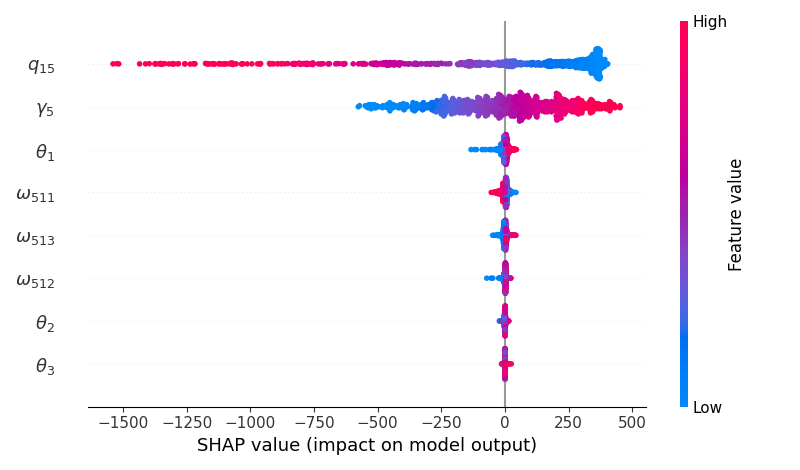 High
q₁₅
γ₅
θ₁
ω₅₁₁
ω₅₁₃
ω₅₁₂
θ₂
θ₃
Feature value
Low
−1500 −1250 −1000 −750 −500 −250 0 250 500
SHAP value (impact on model output)